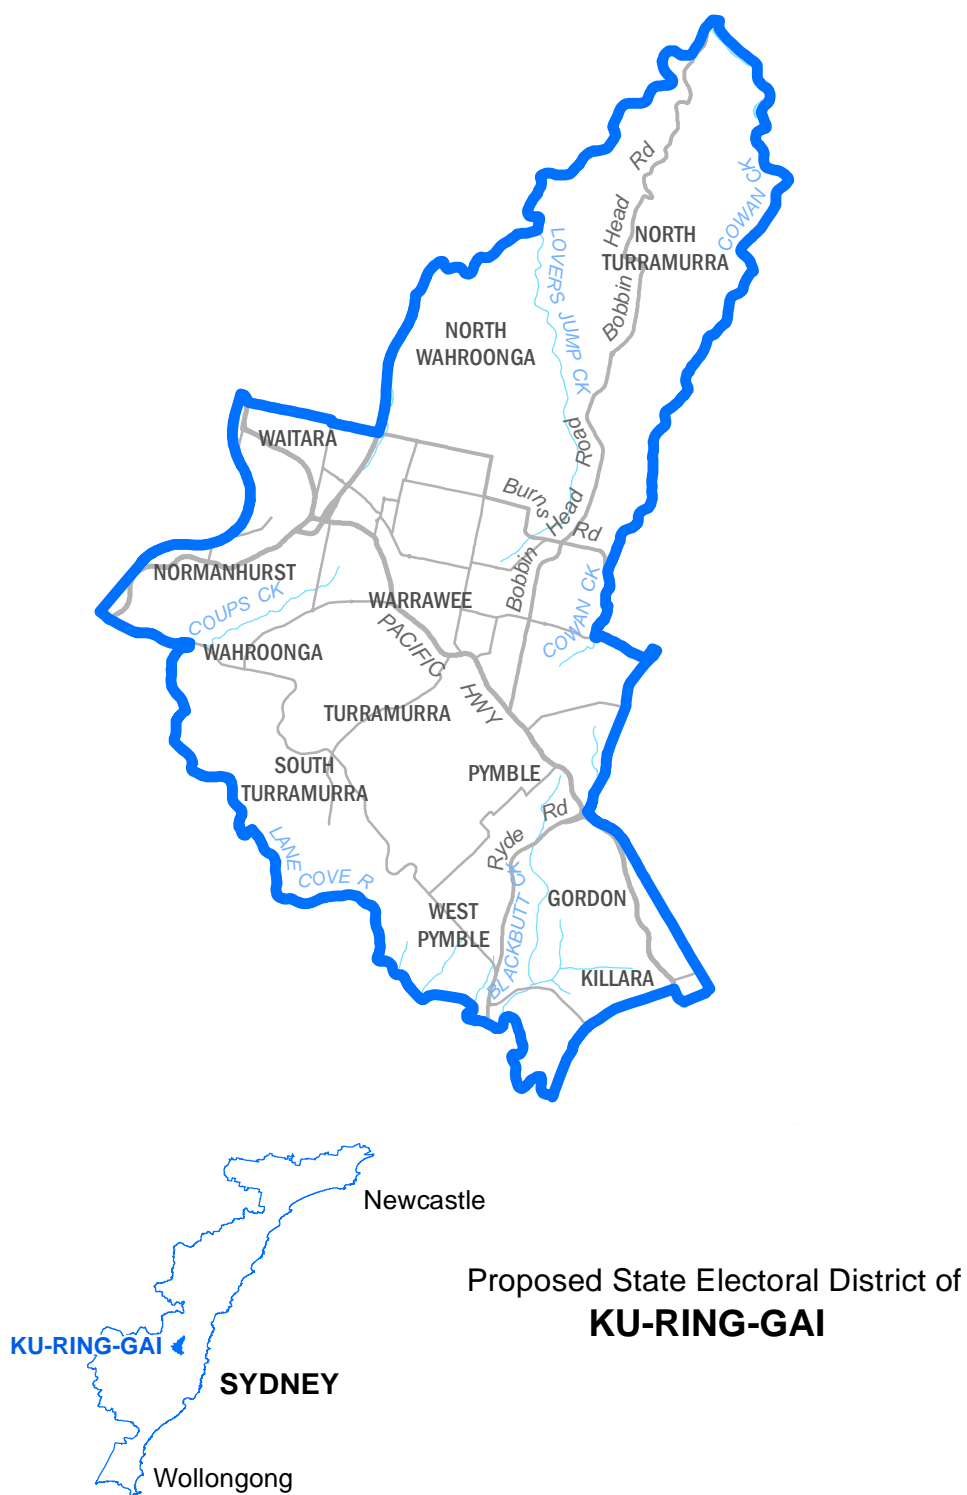 Bobbin Head Rd
COWAN CK
NORTH
TURRAMURRA
LOVERS JUMP CK
NORTH
WAHROONGA
WAITARA
Bobbin Head Road
Burns Rd
NORMANHURST
COUPS CK
WARRAWEE
COWAN CK
WAHROONGA
PACIFIC HWY
TURRAMURRA
SOUTH
TURRAMURRA
PYMBLE
Ryde Rd
LANE COVE R
BLACKBUTT CK
GORDON
WEST
PYMBLE
KILLARA
Newcastle
Proposed State Electoral District of
KU-RING-GAI
KU-RING-GAI
SYDNEY
Wollongong